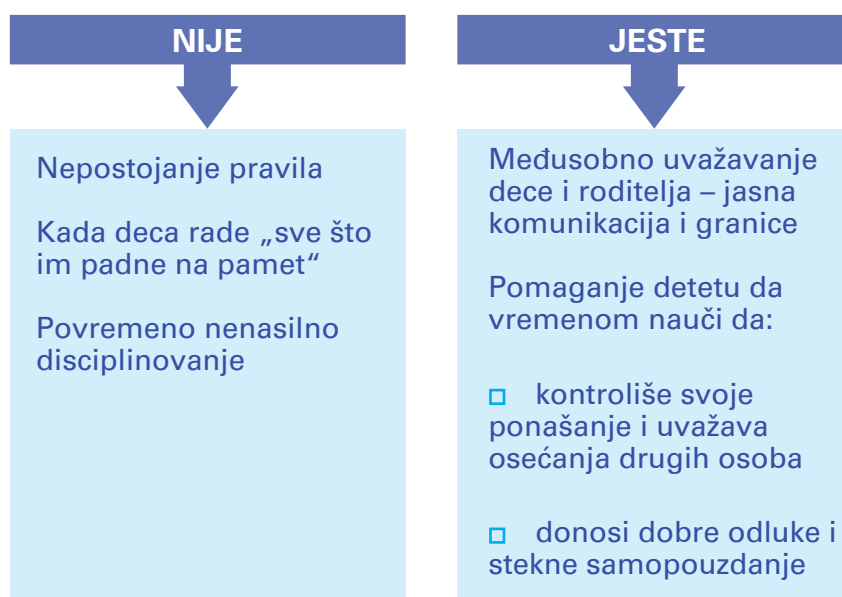 NIJE
Nepostojanje pravila
Kada deca rade „sve što
im padne na pamet“
Povremeno nenasilno
disciplinovanje
JESTE
Međusobno uvažavanje
dece i roditelja – jasna
komunikacija i granice
Pomaganje detetu da
vremenom nauči da:
kontroliše svoje
ponašanje i uvažava
osećanja drugih osoba
donosi dobre odluke i
stekne samopouzdanje